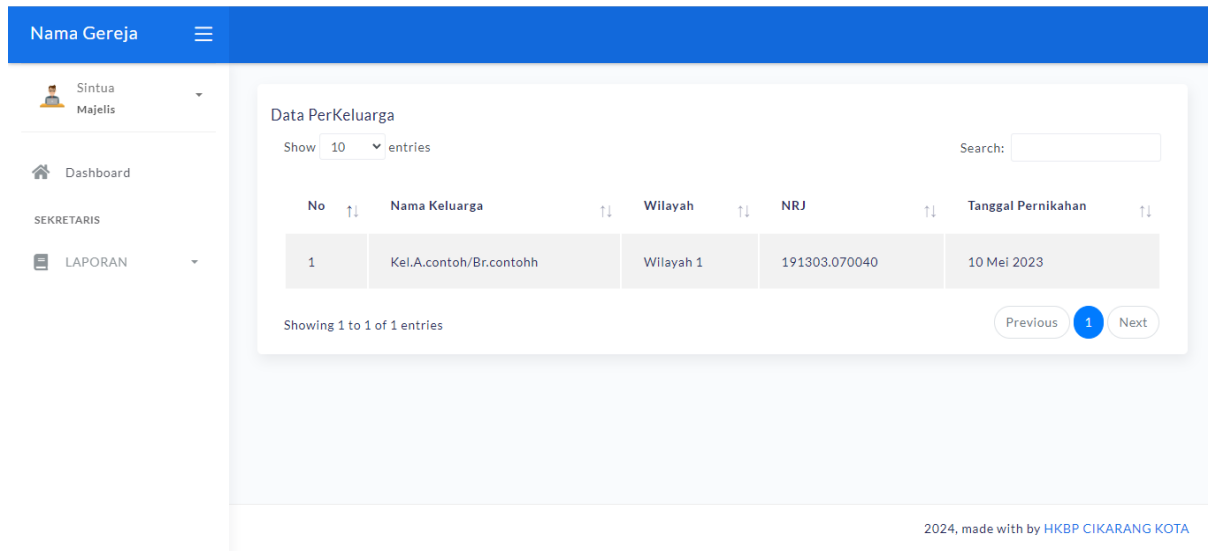 Nama Gereja
Sintua
Majelis
Dashboard
SEKRETARIS
LAPORAN
Data PerKeluarga
Show 10 entries
Search:
No Nama Keluarga Wilayah NRJ Tanggal Pernikahan
1 Kel.A.contoh/Br.contohh Wilayah 1 191303.070040 10 Mei 2023
Showing 1 to 1 of 1 entries
Previous 1 Next
2024, made with by HKBP CIKARANG KOTA